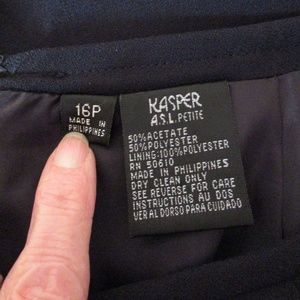 16P
MADE IN
PHILIPPINES
KASPER
A.S.L. PETITE
50% ACETATE
50% POLYESTER
LINING-100% POLYESTER
RN 50610
MADE IN PHILIPPINES
DRY CLEAN ONLY
SEE REVERSE FOR CARE
INSTRUCTIONS AU DOS
VER AL DORSO PARA CUIDADO